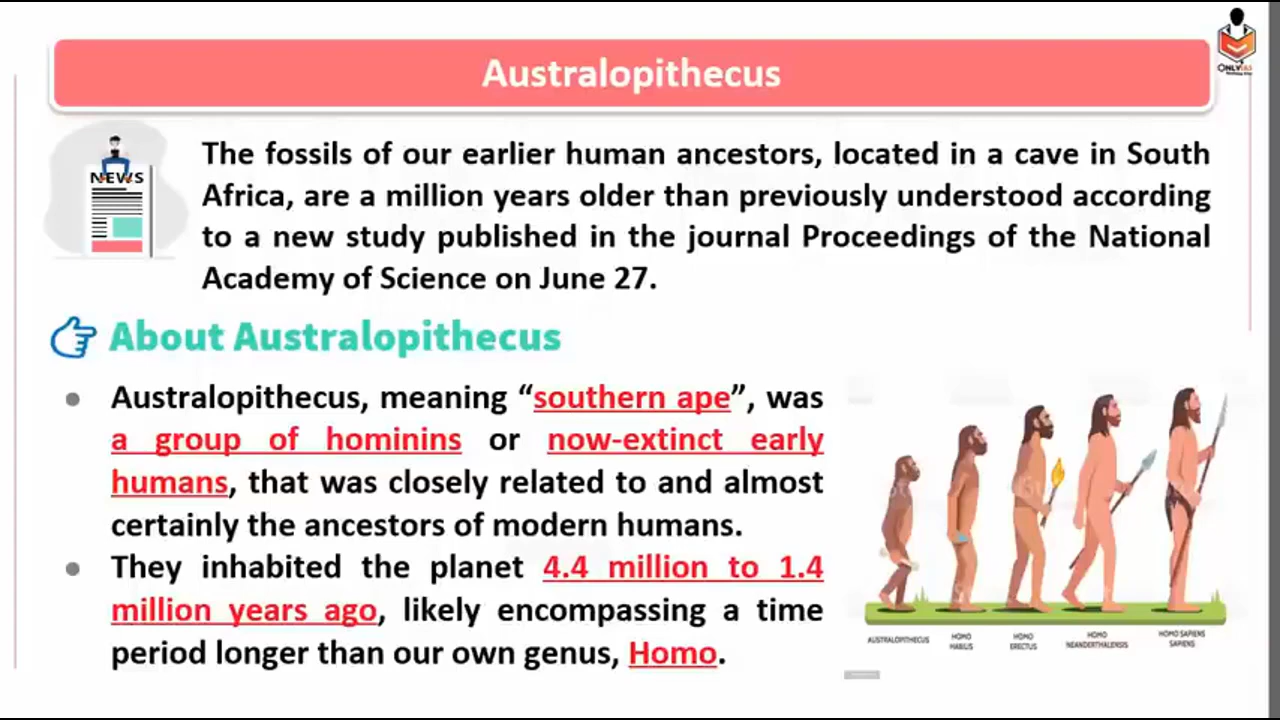 Australopithecus
ONLYIAS
NEWS
The fossils of our earlier human ancestors, located in a cave in South
Africa, are a million years older than previously understood according
to a new study published in the journal Proceedings of the National
Academy of Science on June 27.
About Australopithecus
Australopithecus, meaning “southern ape”, was
a group of hominins or now-extinct early
humans, that was closely related to and almost
certainly the ancestors of modern humans.
They inhabited the planet 4.4 million to 1.4
million years ago, likely encompassing a time
period longer than our own genus, Homo.
AUSTRALOPITHECUS
HOMO
HABILIS
HOMO
ERECTUS
HOMO
NEANDERTHALENSIS
HOMO SAPIENS
SAPIENS